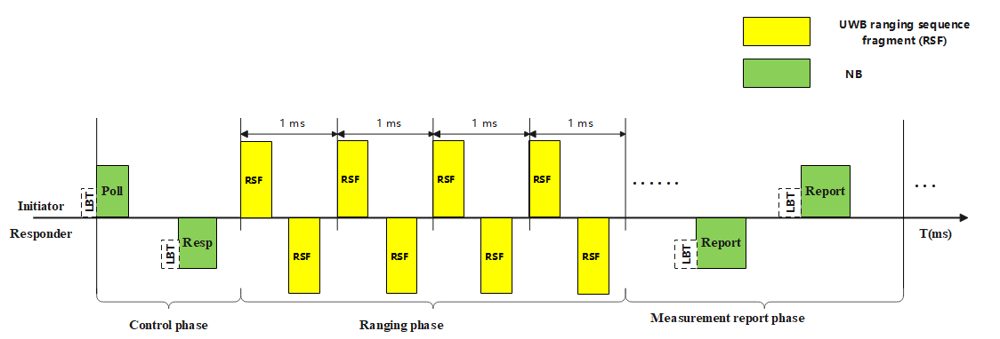 UWB ranging sequence
fragment (RSF)
NB
1 ms 1 ms 1 ms 1 ms
RSF RSF RSF RSF
Poll
LBT
......
Report
LBT
...
Initiator
Responder
T(ms)
LBT
Resp
RSF RSF RSF RSF
LBT
Report
Control phase
Ranging phase
Measurement report phase